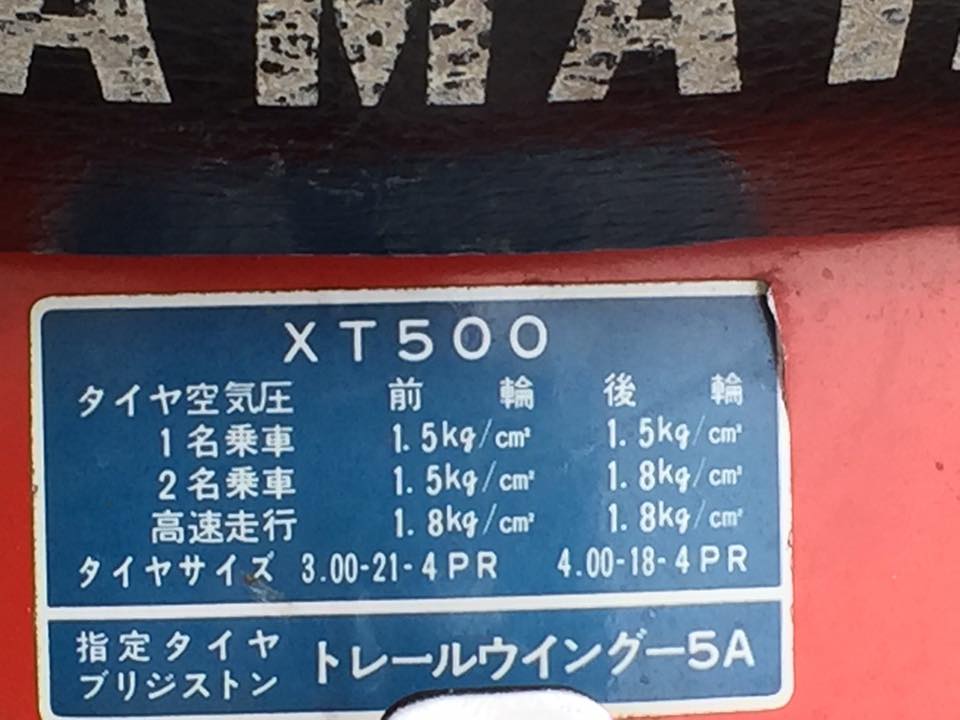 AMA
XT500
タイヤ空気圧 前輪 後輪
1名乗車 1.5kg/cm² 1.5kg/cm²
2名乗車 1.5kg/cm² 1.8kg/cm²
高速走行 1.8kg/cm² 1.8kg/cm²
タイヤサイズ 3.00-21-4PR 4.00-18-4PR
指定タイヤ
ブリジストン
トレールウイングー5A